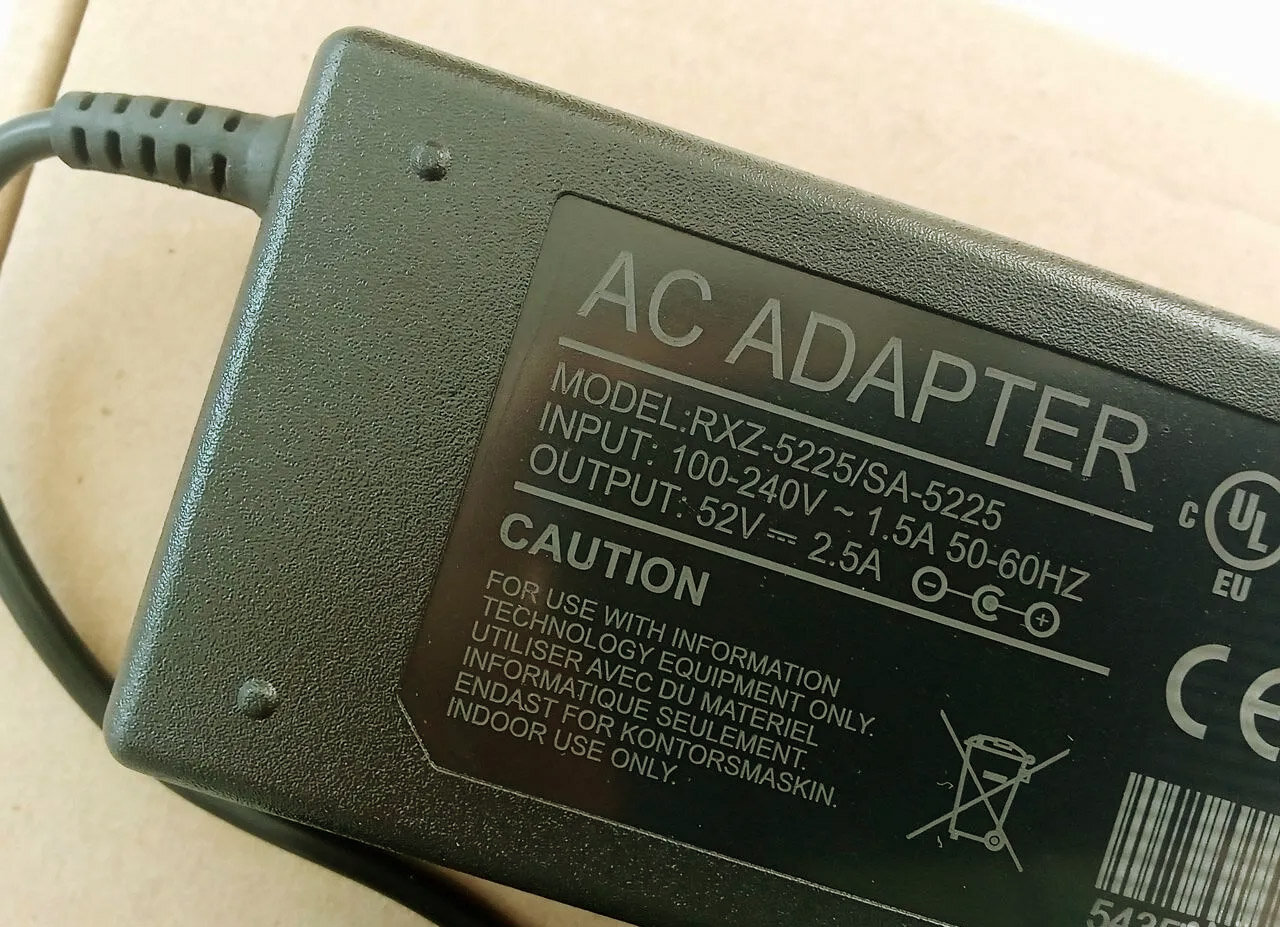 AC ADAPTER
MODEL:RXZ-5225/SA-5225
INPUT: 100-240V ~ 1.5A 50-60HZ
OUTPUT: 52V⎓ 2.5A
CAUTION
FOR USE WITH INFORMATION
TECHNOLOGY EQUIPMENT ONLY.
UTILISER AVEC DU MATERIEL
INFORMATIQUE SEULEMENT.
ENDAST FOR KONTORSMASKIN.
INDOOR USE ONLY.
C UL
EU
CE